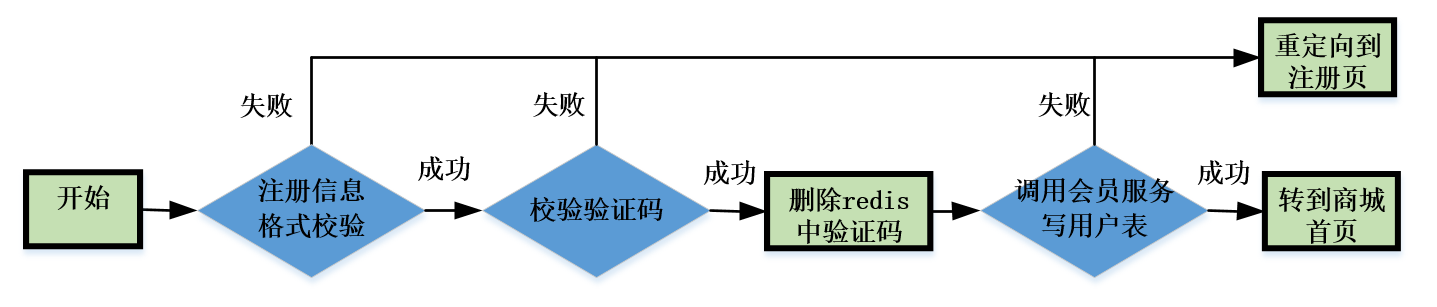 重定向到
注册页
失败
失败
失败
开始
注册信息
格式校验
成功
校验验证码
成功
删除redis
中验证码
调用会员服务
写用户表
成功
转到商城
首页